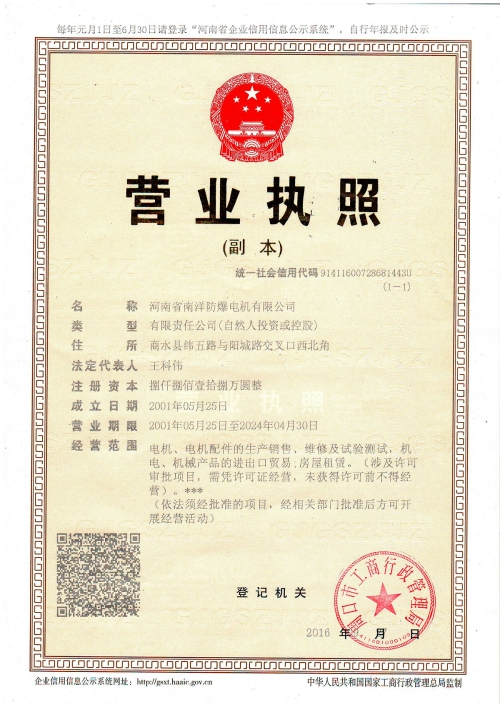 每年元月1日至6月30日请登录“河南省企业信用信息公示系统”，自行年报及时公示
营业执照
(副 本)
统一社会信用代码 91411600728681443U
(1-1)
名 称 河南省南洋防爆电机有限公司
类 型 有限责任公司(自然人投资或控股)
住 所 商水县纬五路与阳城路交叉口西北角
法定代表人 王科伟
注册资本 捌仟捌佰壹拾捌万圆整
成立日期 2001年05月25日
营业期限 2001年05月25日至2024年04月30日
经营范围 电机、电机配件的生产销售、维修及试验测试，机
电、机械产品的进出口贸易、房屋租赁。（涉及许可
审批项目，需凭许可证经营，未获得许可前不得经
营）。***
（依法须经批准的项目，经相关部门批准后方可开
展经营活动）
登记机关
周口市工商行政管理局
2016 年 月 日
企业信用信息公示系统网址：http://gsxt.haaic.gov.cn
中华人民共和国国家工商行政管理总局监制